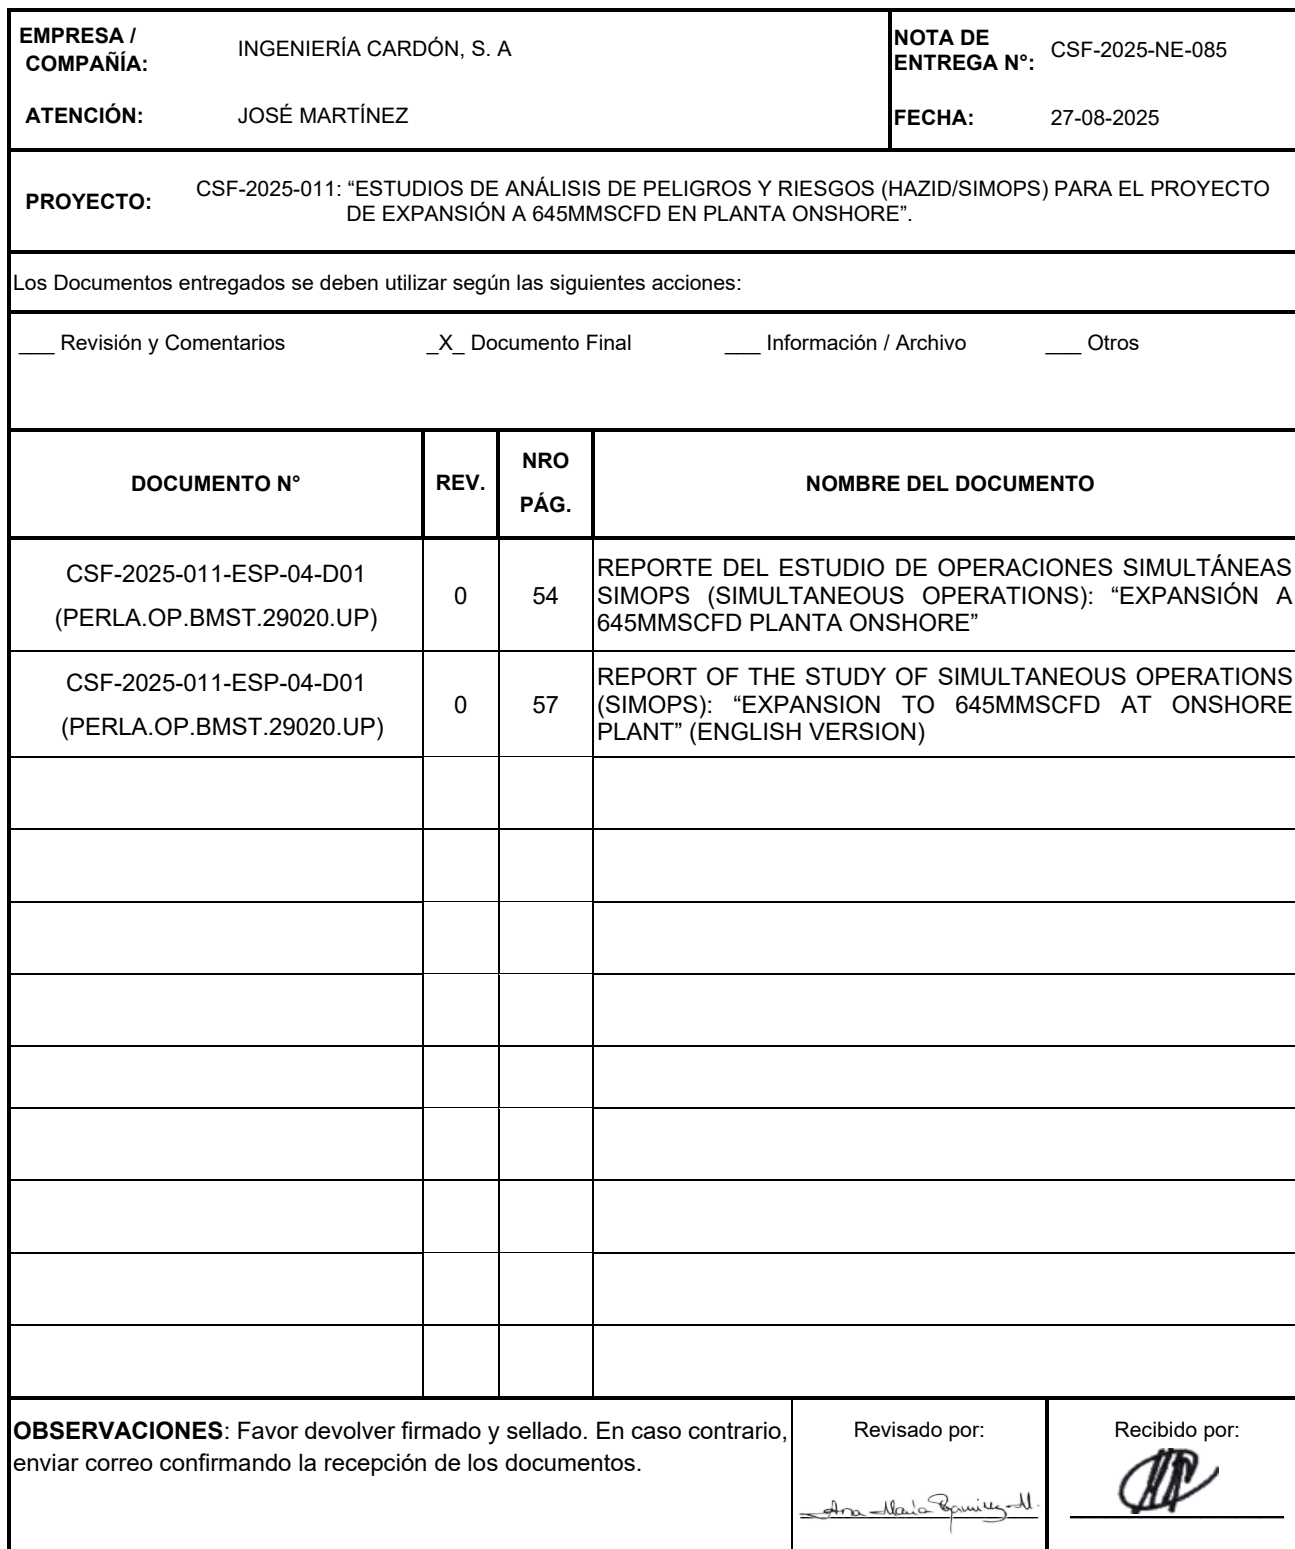 EMPRESA /
COMPAÑÍA:
INGENIERÍA CARDÓN, S. A
NOTA DE
ENTREGA N°:
CSF-2025-NE-085
ATENCIÓN:
JOSÉ MARTÍNEZ
FECHA:
27-08-2025
PROYECTO:
CSF-2025-011: “ESTUDIOS DE ANÁLISIS DE PELIGROS Y RIESGOS (HAZID/SIMOPS) PARA EL PROYECTO
DE EXPANSIÓN A 645MMSCFD EN PLANTA ONSHORE”.
Los Documentos entregados se deben utilizar según las siguientes acciones:
___ Revisión y Comentarios _X_ Documento Final ___ Información / Archivo ___ Otros
DOCUMENTO N°
REV.
NRO
PÁG.
NOMBRE DEL DOCUMENTO
CSF-2025-011-ESP-04-D01
(PERLA.OP.BMST.29020.UP)
0
54
REPORTE DEL ESTUDIO DE OPERACIONES SIMULTÁNEAS
SIMOPS (SIMULTANEOUS OPERATIONS): “EXPANSIÓN A
645MMSCFD PLANTA ONSHORE”
CSF-2025-011-ESP-04-D01
(PERLA.OP.BMST.29020.UP)
0
57
REPORT OF THE STUDY OF SIMULTANEOUS OPERATIONS
(SIMOPS): “EXPANSION TO 645MMSCFD AT ONSHORE
PLANT” (ENGLISH VERSION)
OBSERVACIONES: Favor devolver firmado y sellado. En caso contrario,
enviar correo confirmando la recepción de los documentos.
Revisado por:
Ana María Ramírez M.
Recibido por: